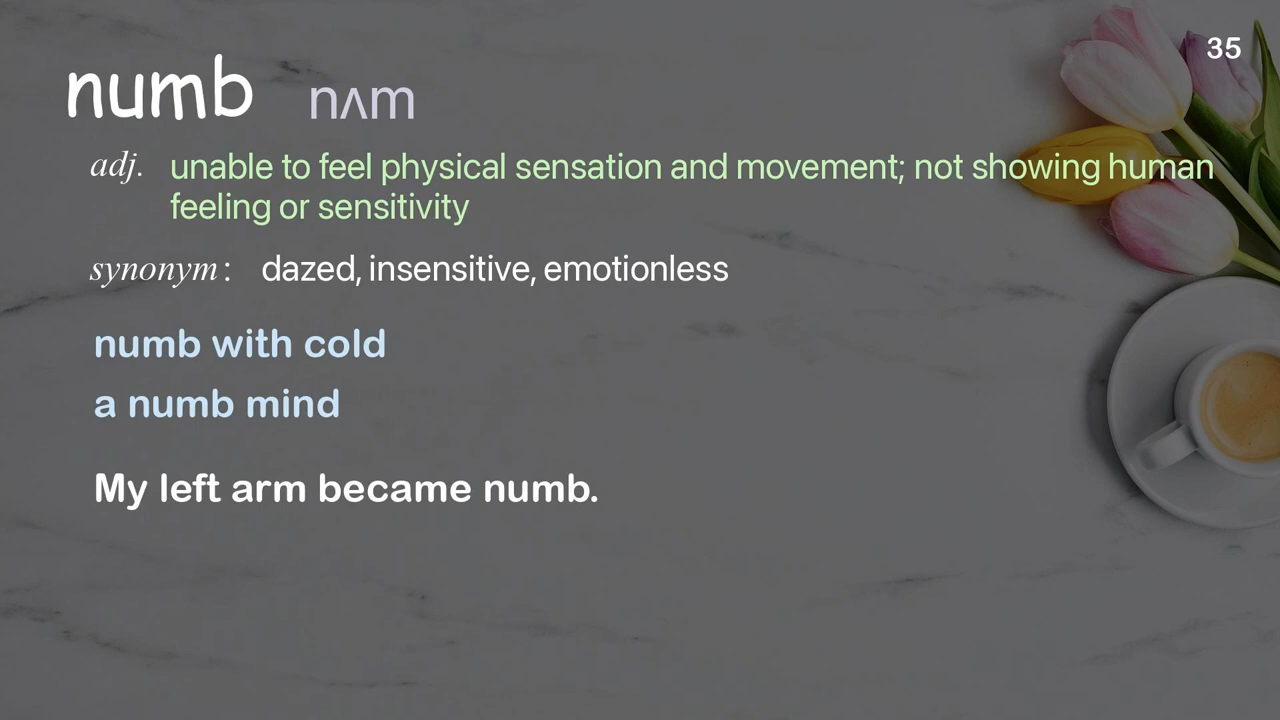 35
numb nʌm
adj. unable to feel physical sensation and movement; not showing human
feeling or sensitivity
synonym : dazed, insensitive, emotionless
numb with cold
a numb mind
My left arm became numb.